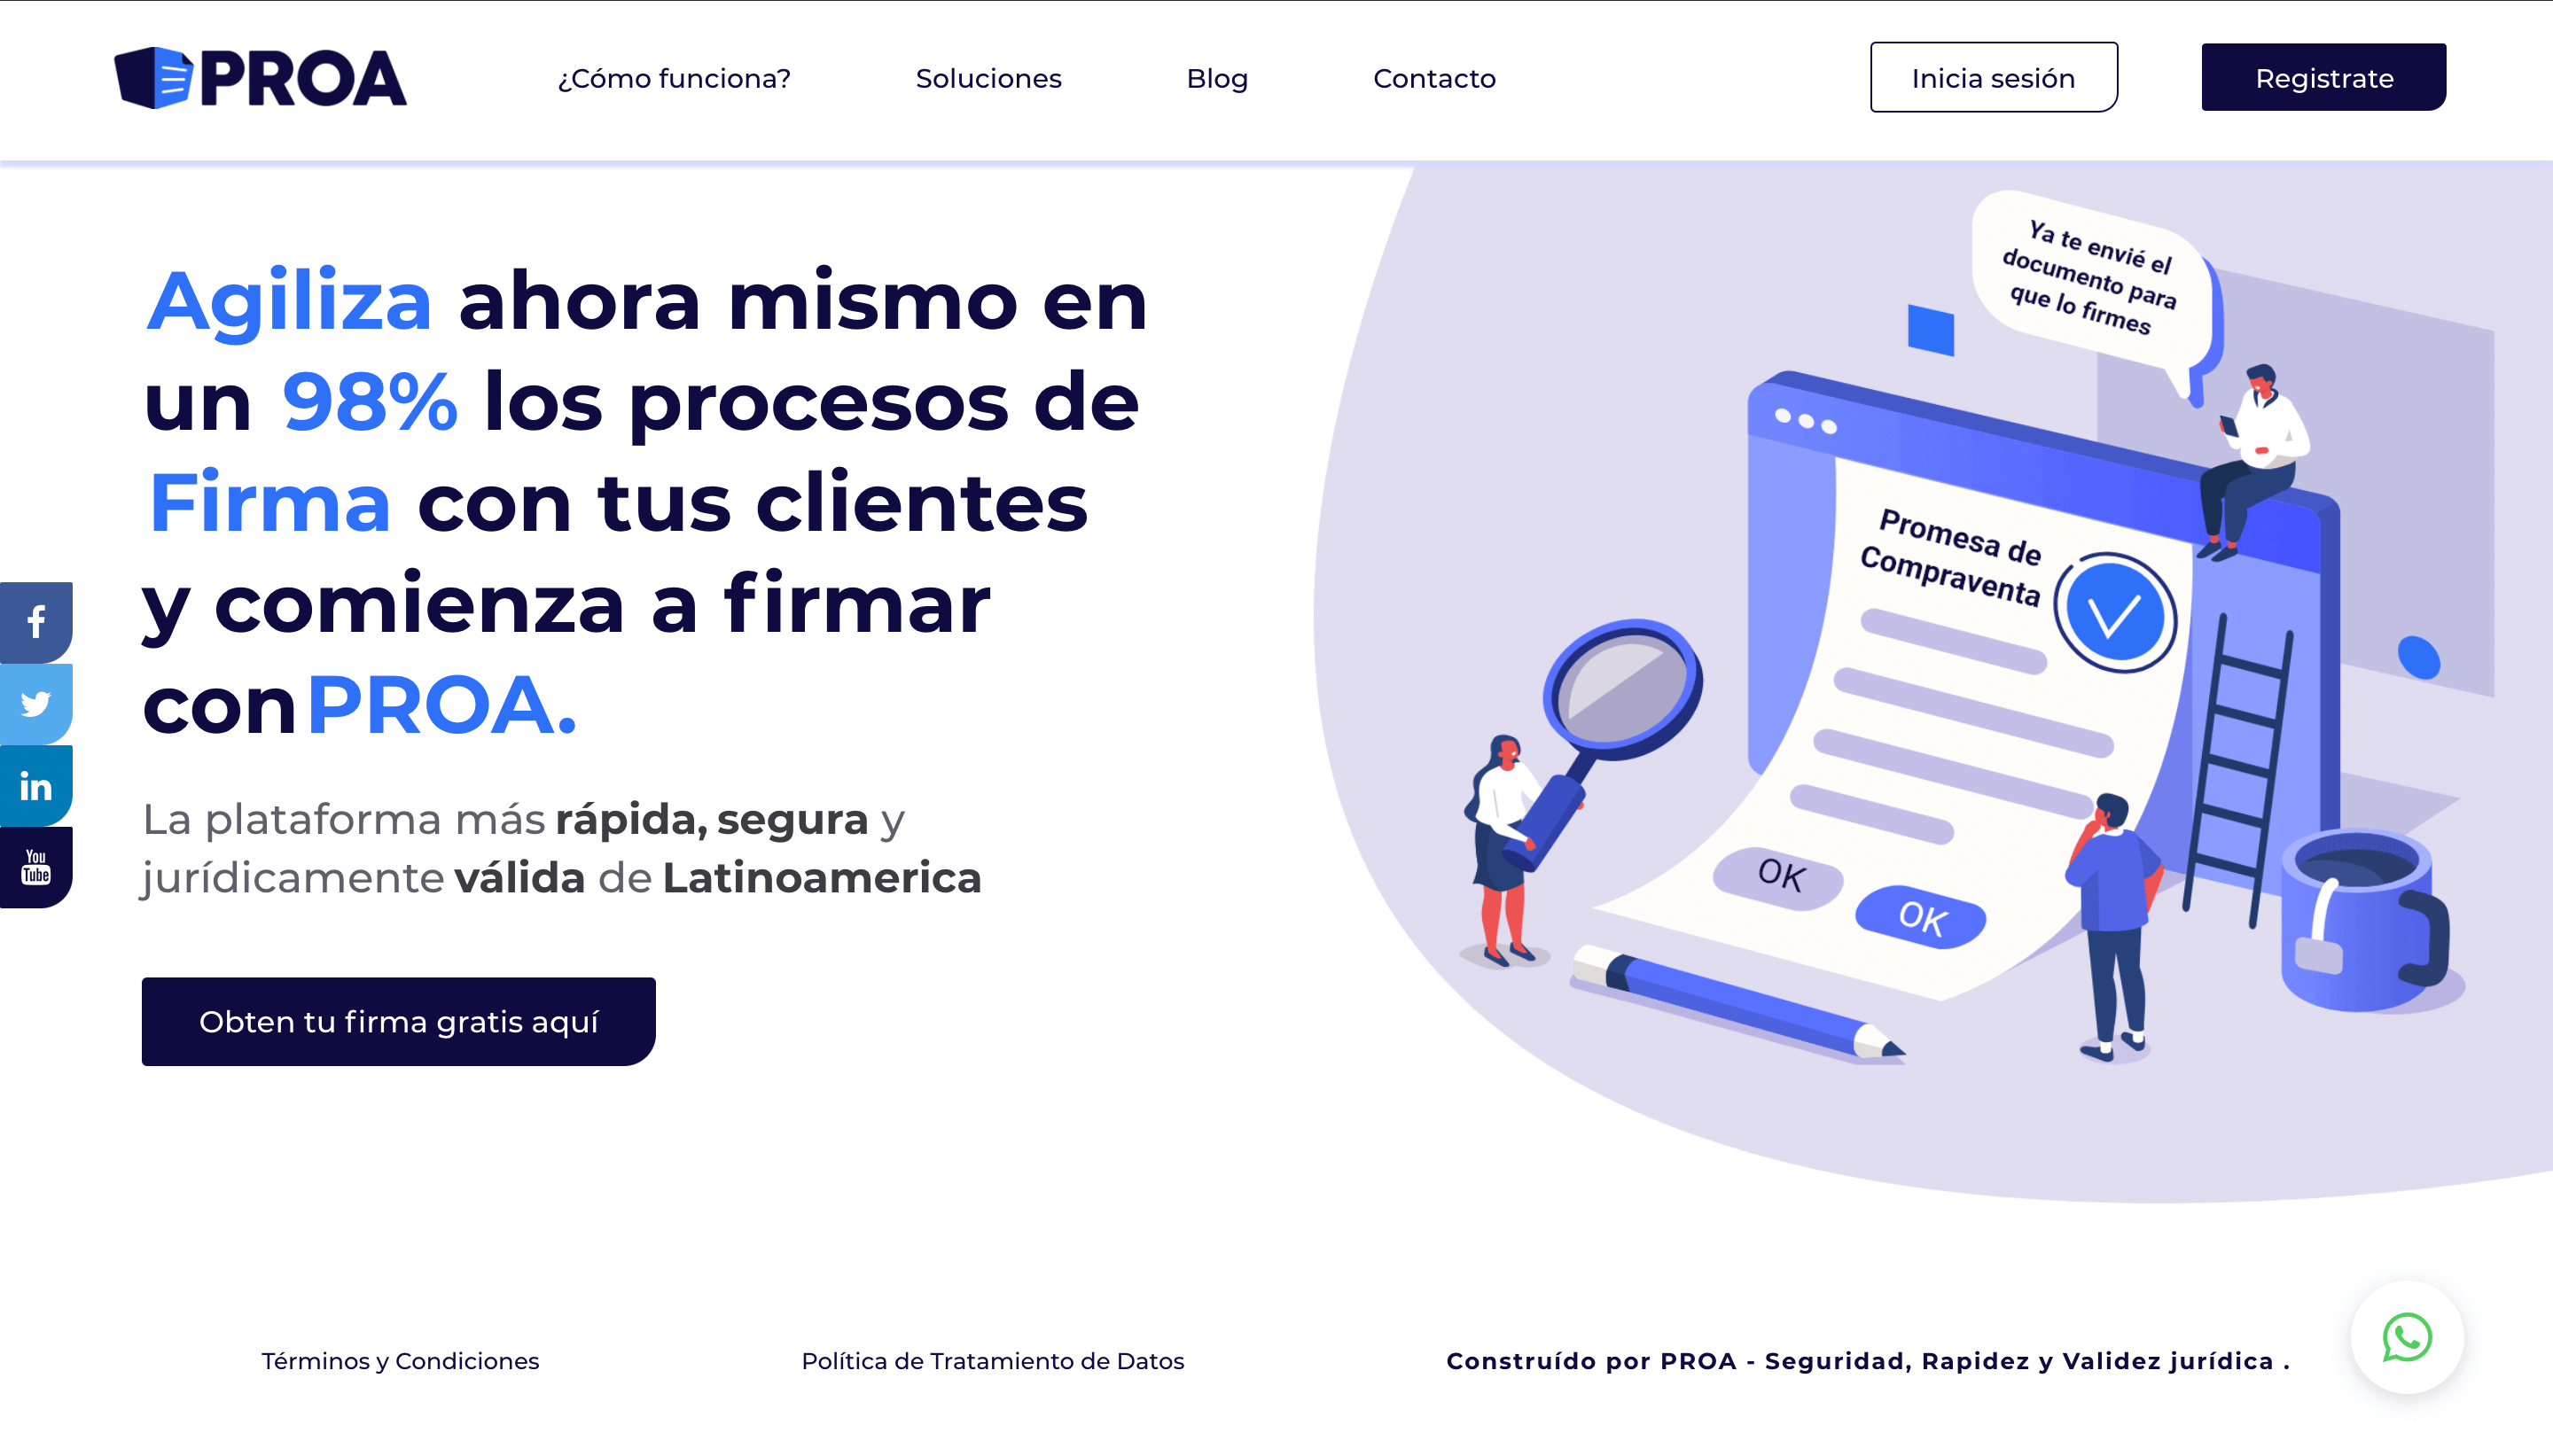 PROA
¿Cómo funciona?
Soluciones
Blog
Contacto
Inicia sesión
Registrate
Agiliza ahora mismo en
un 98% los procesos de
Firma con tus clientes
y comienza a firmar
con PROA.
La plataforma más rápida, segura y
jurídicamente válida de Latinoamerica
Obten tu firma gratis aquí
Ya te envié el
documento para
que lo firmes
Promesa de
Compraventa
OK
OK
f
in
You
Tube
Términos y Condiciones
Política de Tratamiento de Datos
Construído por PROA - Seguridad, Rapidez y Validez jurídica .